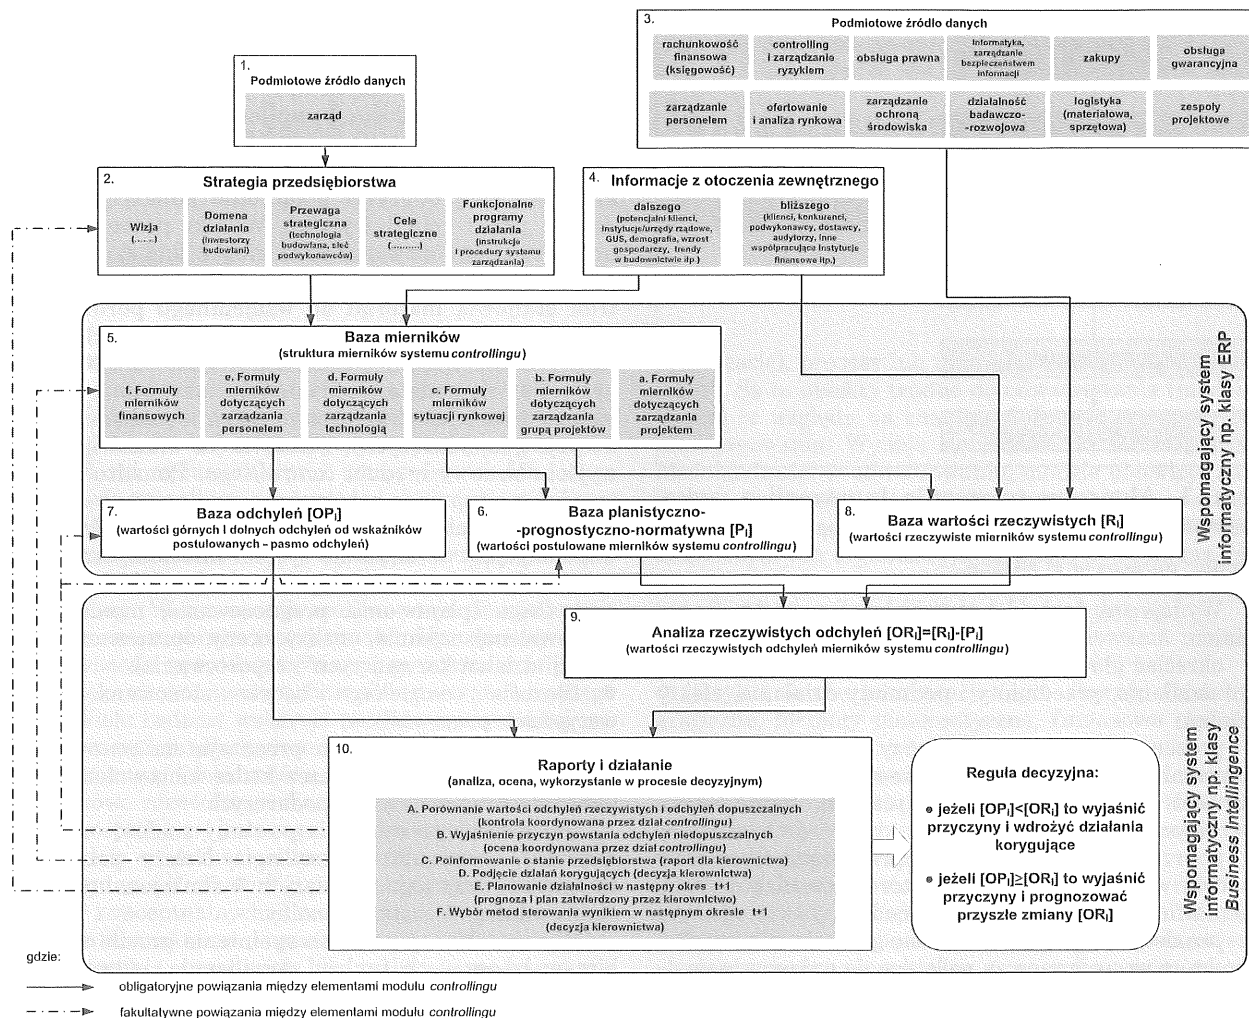 3.
Podmiotowe źródło danych
rachunkowość
finansowa
(księgowość)
controlling
i zarządzanie
ryzykiem
obsługa prawna
Informatyka,
zarządzanie
bezpieczeństwem
informacji
zakupy
obsługa
gwarancyjna
zarządzanie
personelem
ofertowanie
i analiza rynkowa
zarządzanie
ochroną
środowiska
działalność
badawczo-
-rozwojowa
logistyka
(materiałowa,
sprzętowa)
zespoły
projektowe
1.
Podmiotowe źródło danych
zarząd
2.
Strategia przedsiębiorstwa
Wizja
(......)
Domena
działania
(inwestorzy
budowlani)
Przewaga
strategiczna
(technologia
budowlana, sieć
podwykonawców)
Cele
strategiczne
(..........)
Funkcjonalne
programy
działania
(instrukcje
i procedury systemu
zarządzania)
4.
Informacje z otoczenia zewnętrznego
dalszego
(potencjalni klienci,
instytucje/urzędy rządowe,
GUS, demografia, wzrost
gospodarczy, trendy
w budownictwie itp.)
bliższego
(klienci, konkurenci,
podwykonawcy, dostawcy,
audytorzy, inne
współpracujące instytucje
finansowe itp.)
5.
Baza mierników
(struktura mierników systemu controllingu)
f. Formuły
mierników
finansowych
e. Formuły
mierników
dotyczących
zarządzania
personelem
d. Formuły
mierników
dotyczących
zarządzania
technologią
c. Formuły
mierników
sytuacji rynkowej
b. Formuły
mierników
dotyczących
zarządzania
grupą projektów
a. Formuły
mierników
dotyczących
zarządzania
projektem
7.
Baza odchyleń [OPᵢ]
(wartości górnych i dolnych odchyleń od wskaźników
postulowanych – pasmo odchyleń)
6.
Baza planistyczno-
-prognostyczno-normatywna [Pᵢ]
(wartości postulowane mierników systemu controllingu)
8.
Baza wartości rzeczywistych [Rᵢ]
(wartości rzeczywiste mierników systemu controllingu)
Wspomagający system
informatyczny np. klasy ERP
9.
Analiza rzeczywistych odchyleń [ORᵢ]=[Rᵢ]-[Pᵢ]
(wartości rzeczywistych odchyleń mierników systemu controllingu)
10.
Raporty i działanie
(analiza, ocena, wykorzystanie w procesie decyzyjnym)
A. Porównanie wartości odchyleń rzeczywistych i odchyleń dopuszczalnych
(kontrola koordynowana przez dział controllingu)
B. Wyjaśnienie przyczyn powstania odchyleń niedopuszczalnych
(ocena koordynowana przez dział controllingu)
C. Poinformowanie o stanie przedsiębiorstwa (raport dla kierownictwa)
D. Podjęcie działań korygujących (decyzja kierownictwa)
E. Planowanie działalności w następny okres t+1
(prognoza i plan zatwierdzony przez kierownictwo)
F. Wybór metod sterowania wynikiem w następnym okresie t+1
(decyzja kierownictwa)
Reguła decyzyjna:
• jeżeli [OPᵢ]<[ORᵢ] to wyjaśnić
przyczyny i wdrożyć działania
korygujące
• jeżeli [OPᵢ]≥[ORᵢ] to wyjaśnić
przyczyny i prognozować
przyszłe zmiany [ORᵢ]
Wspomagający system
informatyczny np. klasy
Business Intellingence
gdzie:
obligatoryjne powiązania między elementami modułu controllingu
fakultatywne powiązania między elementami modułu controllingu